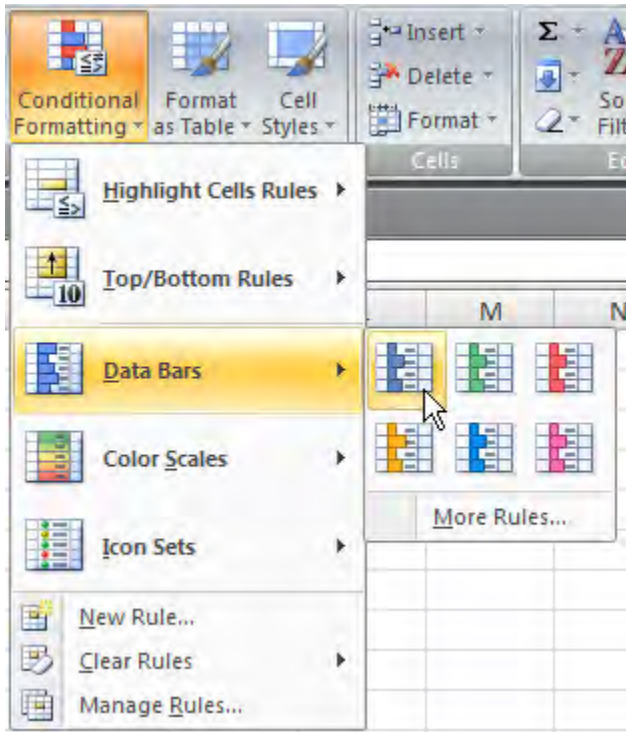 Conditional Formatting
Format as Table
Cell Styles
Insert
Delete
Format
Cells
Σ
Highlight Cells Rules
Top/Bottom Rules
10
M
N
Data Bars
Color Scales
Icon Sets
More Rules...
New Rule...
Clear Rules
Manage Rules...